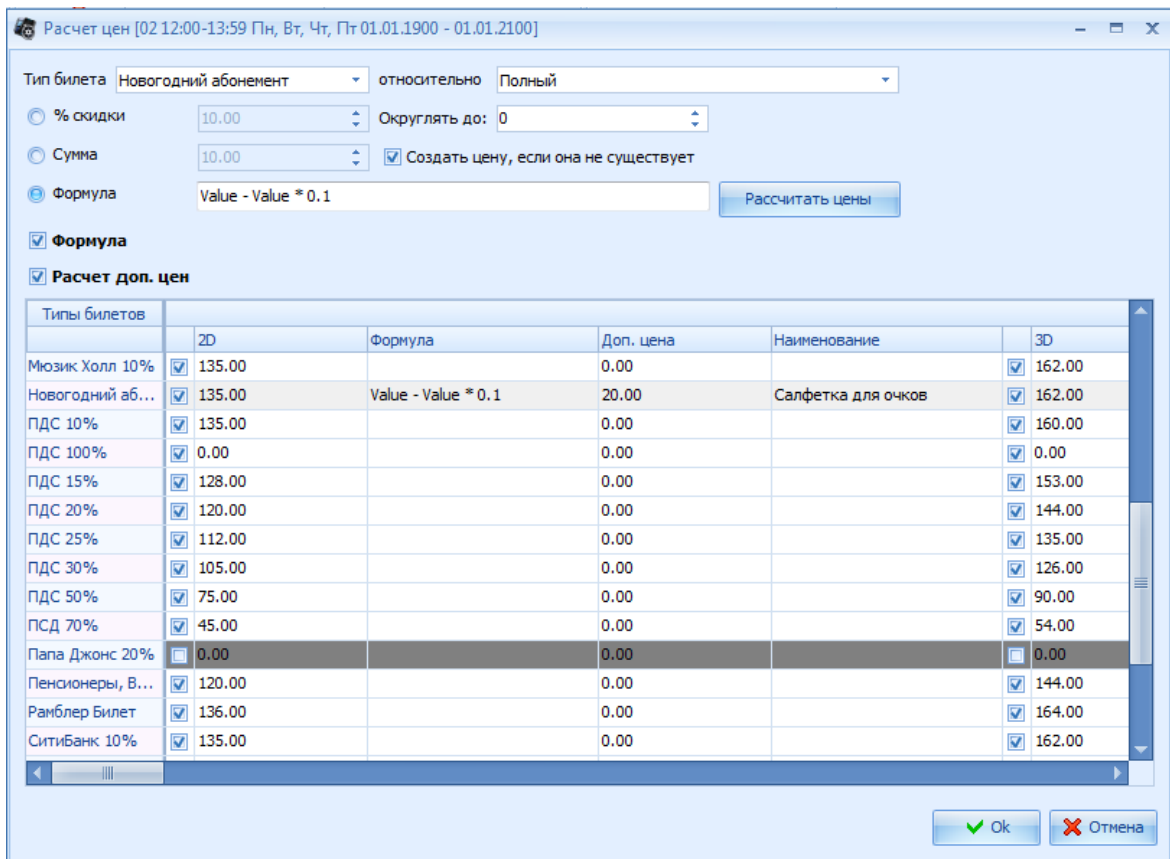 Расчет цен [02 12:00-13:59 Пн, Вт, Чт, Пт 01.01.1900 - 01.01.2100]
Тип билета Новогодний абонемент относительно Полный
% скидки 10.00 Округлять до: 0
Сумма 10.00 Создать цену, если она не существует
Формула Value - Value * 0.1 Рассчитать цены
Формула
Расчет доп. цен
Типы билетов
2D Формула Доп. цена Наименование 3D
Мюзик Холл 10% 135.00 0.00 162.00
Новогодний аб... 135.00 Value - Value * 0.1 20.00 Салфетка для очков 162.00
ПДС 10% 135.00 0.00 160.00
ПДС 100% 0.00 0.00 0.00
ПДС 15% 128.00 0.00 153.00
ПДС 20% 120.00 0.00 144.00
ПДС 25% 112.00 0.00 135.00
ПДС 30% 105.00 0.00 126.00
ПДС 50% 75.00 0.00 90.00
ПСД 70% 45.00 0.00 54.00
Папа Джонс 20% 0.00 0.00 0.00
Пенсионеры, В... 120.00 0.00 144.00
Рамблер Билет 136.00 0.00 164.00
СитиБанк 10% 135.00 0.00 162.00
Ok Отмена